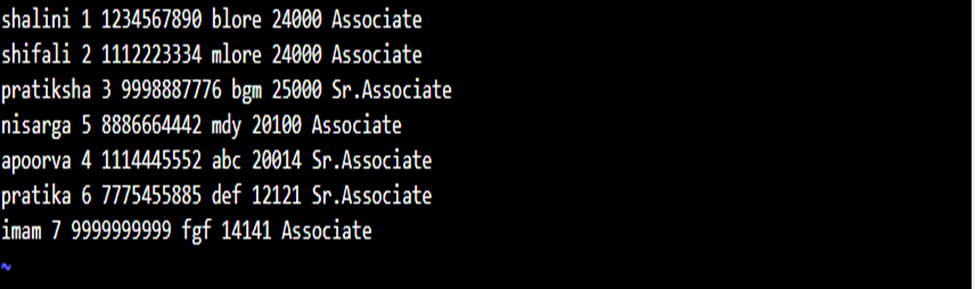 shalini 1 1234567890 blore 24000 Associate
shifali 2 1112223334 mlore 24000 Associate
pratiksha 3 9998887776 bgm 25000 Sr.Associate
nisarga 5 8886664442 mdy 20100 Associate
apoorva 4 1114445552 abc 20014 Sr.Associate
pratika 6 7775455885 def 12121 Sr.Associate
imam 7 9999999999 fgf 14141 Associate
~